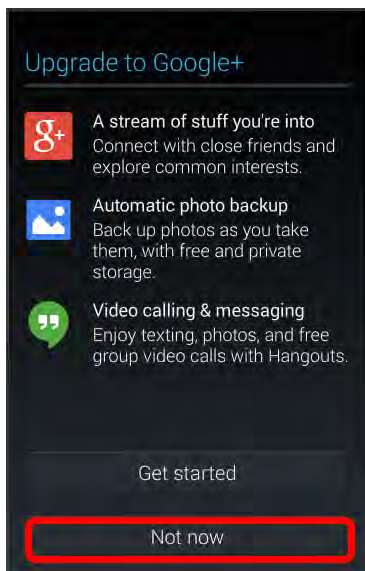 Upgrade to Google+
g+
A stream of stuff you're into
Connect with close friends and
explore common interests.
Automatic photo backup
Back up photos as you take
them, with free and private
storage.
Video calling & messaging
Enjoy texting, photos, and free
group video calls with Hangouts.
Get started
Not now